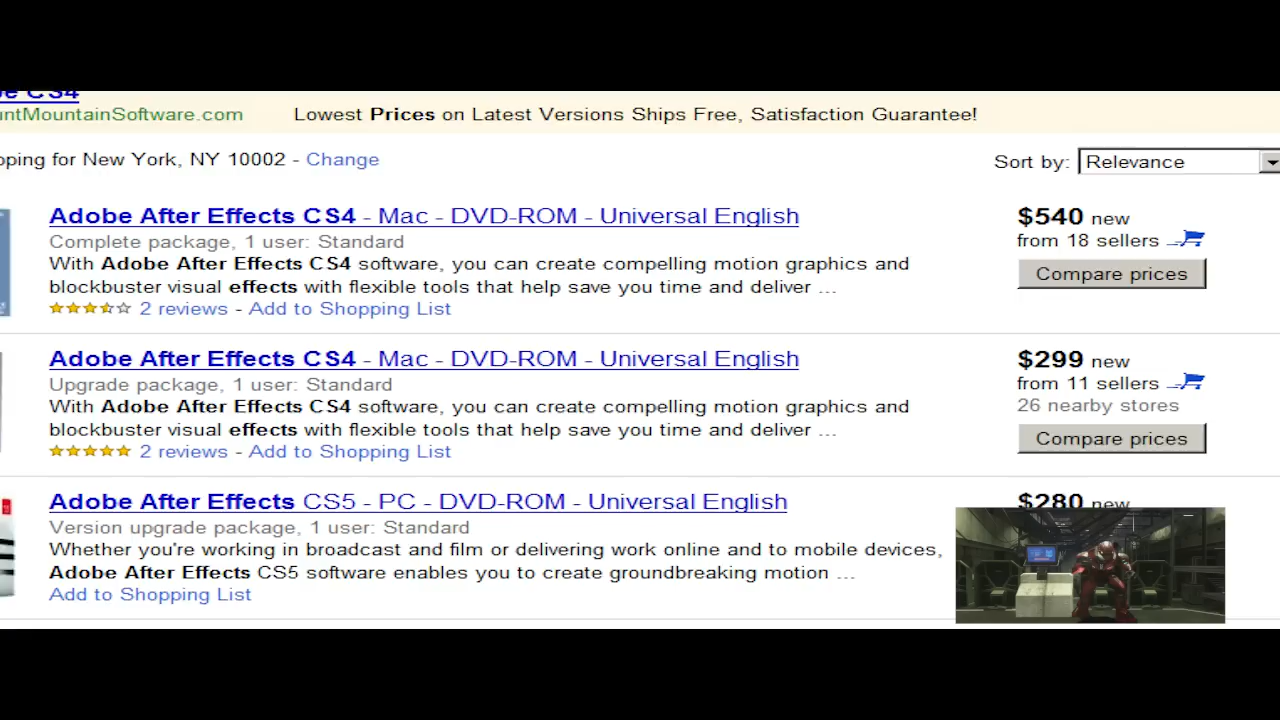 CS4
ntMountainSoftware.com Lowest Prices on Latest Versions Ships Free, Satisfaction Guarantee!
pping for New York, NY 10002 - Change
Sort by: Relevance
Adobe After Effects CS4 - Mac - DVD-ROM - Universal English
$540 new
Complete package, 1 user: Standard
from 18 sellers
With Adobe After Effects CS4 software, you can create compelling motion graphics and
blockbuster visual effects with flexible tools that help save you time and deliver ...
Compare prices
2 reviews - Add to Shopping List
Adobe After Effects CS4 - Mac - DVD-ROM - Universal English
$299 new
Upgrade package, 1 user: Standard
from 11 sellers
With Adobe After Effects CS4 software, you can create compelling motion graphics and
26 nearby stores
blockbuster visual effects with flexible tools that help save you time and deliver ...
Compare prices
2 reviews - Add to Shopping List
Adobe After Effects CS5 - PC - DVD-ROM - Universal English
$280 new
Version upgrade package, 1 user: Standard
Whether you're working in broadcast and film or delivering work online and to mobile devices,
Adobe After Effects CS5 software enables you to create groundbreaking motion ...
Add to Shopping List